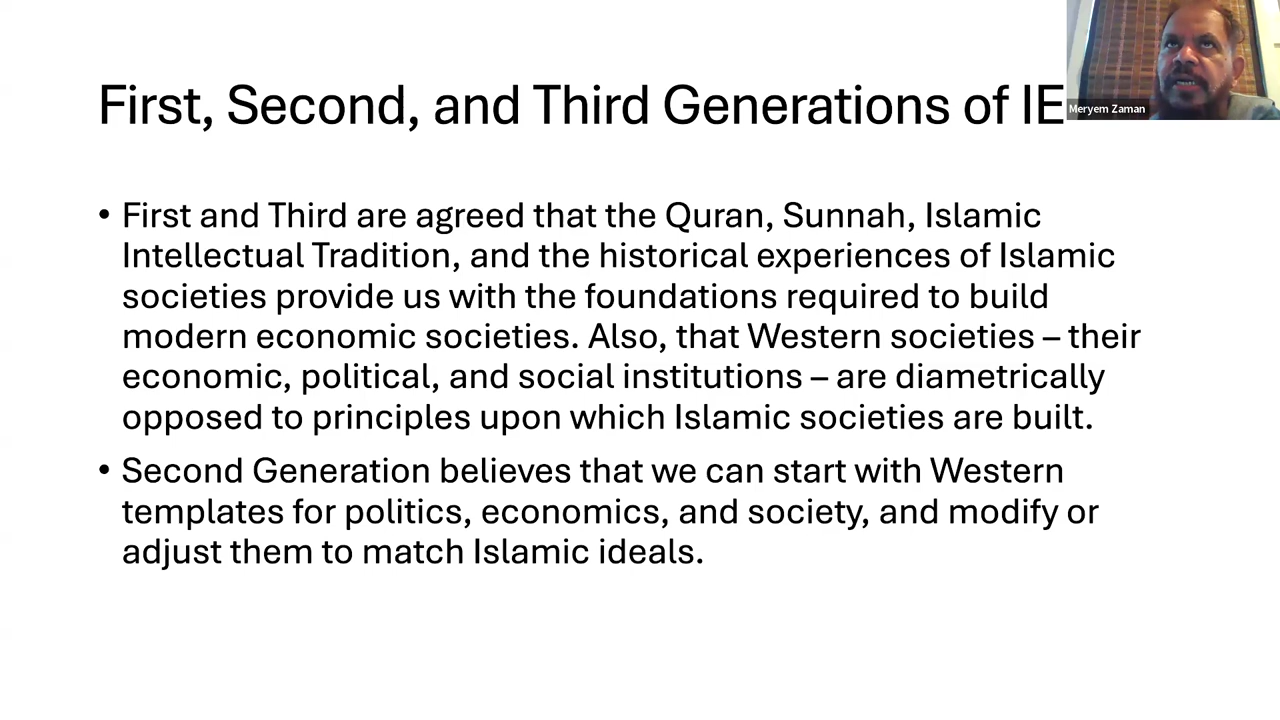 First, Second, and Third Generations of IE
Meryem Zaman
• First and Third are agreed that the Quran, Sunnah, Islamic
Intellectual Tradition, and the historical experiences of Islamic
societies provide us with the foundations required to build
modern economic societies. Also, that Western societies – their
economic, political, and social institutions – are diametrically
opposed to principles upon which Islamic societies are built.
• Second Generation believes that we can start with Western
templates for politics, economics, and society, and modify or
adjust them to match Islamic ideals.